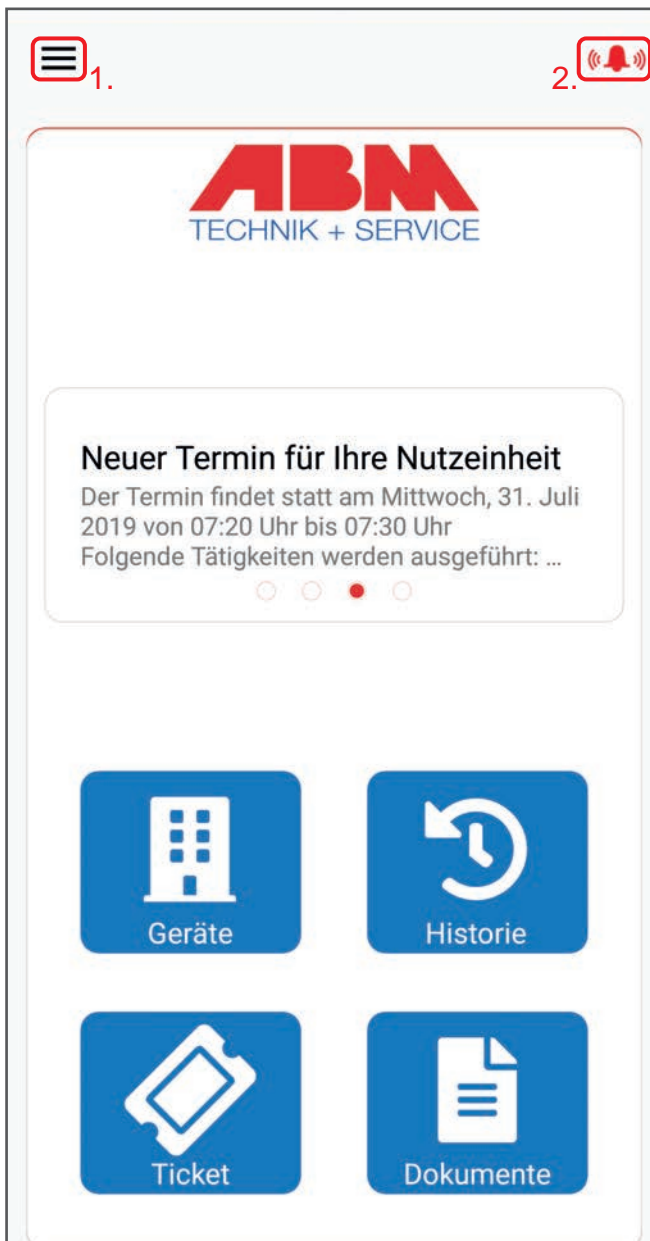 1.
2.
ABM
TECHNIK + SERVICE
Neuer Termin für Ihre Nutzeinheit
Der Termin findet statt am Mittwoch, 31. Juli
2019 von 07:20 Uhr bis 07:30 Uhr
Folgende Tätigkeiten werden ausgeführt: ...
Geräte
Historie
Ticket
Dokumente